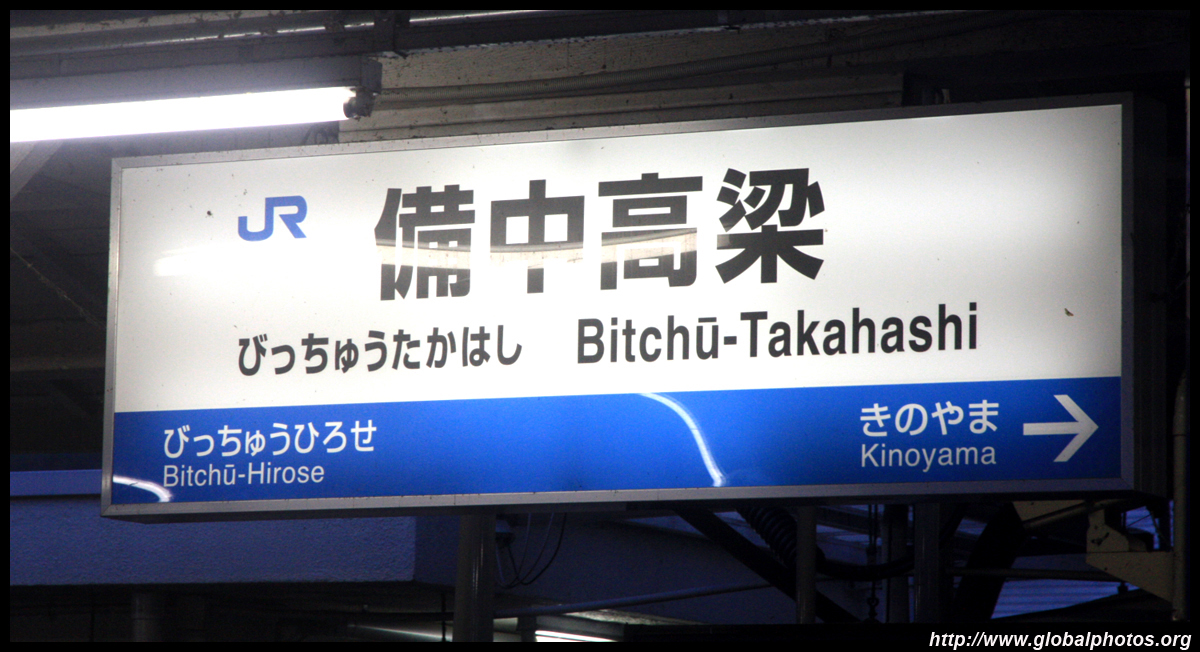 JR 備中高梁
びっちゅうたかはし Bitchū-Takahashi
びっちゅうひろせ きのやま →
Bitchū-Hirose Kinoyama
http://www.globalphotos.org